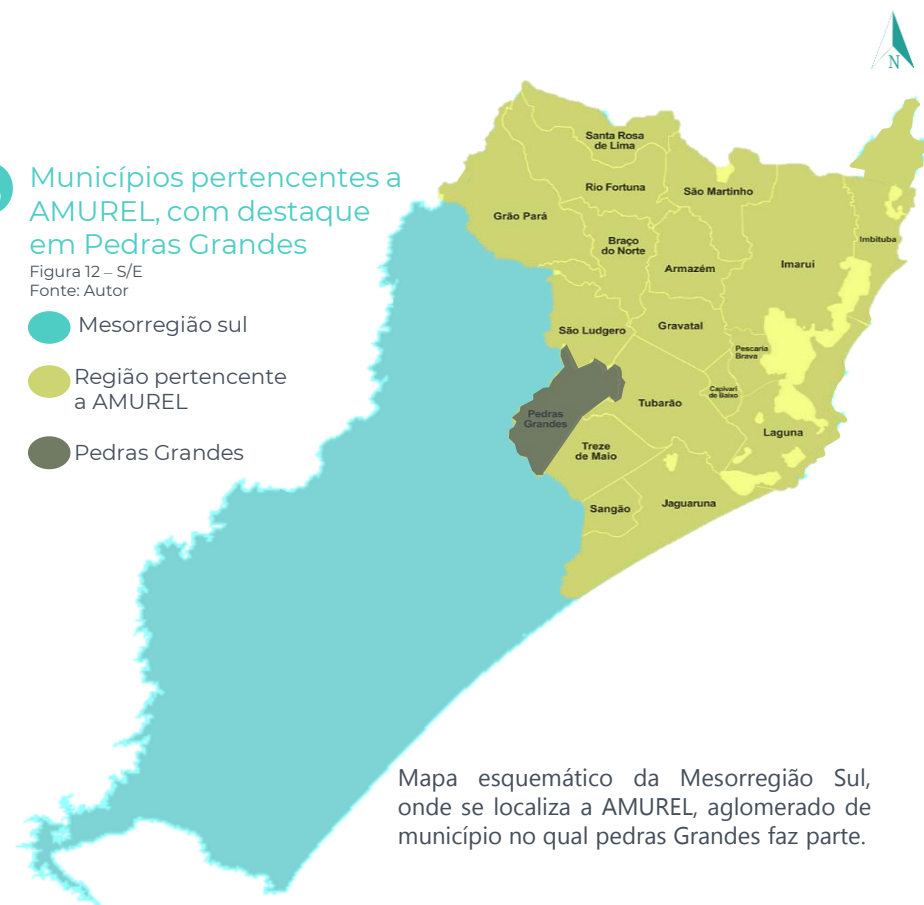 N
Municípios pertencentes a
AMUREL, com destaque
em Pedras Grandes
Figura 12 – S/E
Fonte: Autor
Mesorregião sul
Região pertencente
a AMUREL
Pedras Grandes
Santa Rosa
de Lima
Rio Fortuna
São Martinho
Grão Pará
Imbituba
Braço
do Norte
Armazém
Imaruí
São Ludgero
Gravatal
Pescaria
Brava
Capivari
de Baixo
Tubarão
Pedras
Grandes
Laguna
Treze
de Maio
Sangão
Jaguaruna
Mapa esquemático da Mesorregião Sul,
onde se localiza a AMUREL, aglomerado de
município no qual pedras Grandes faz parte.